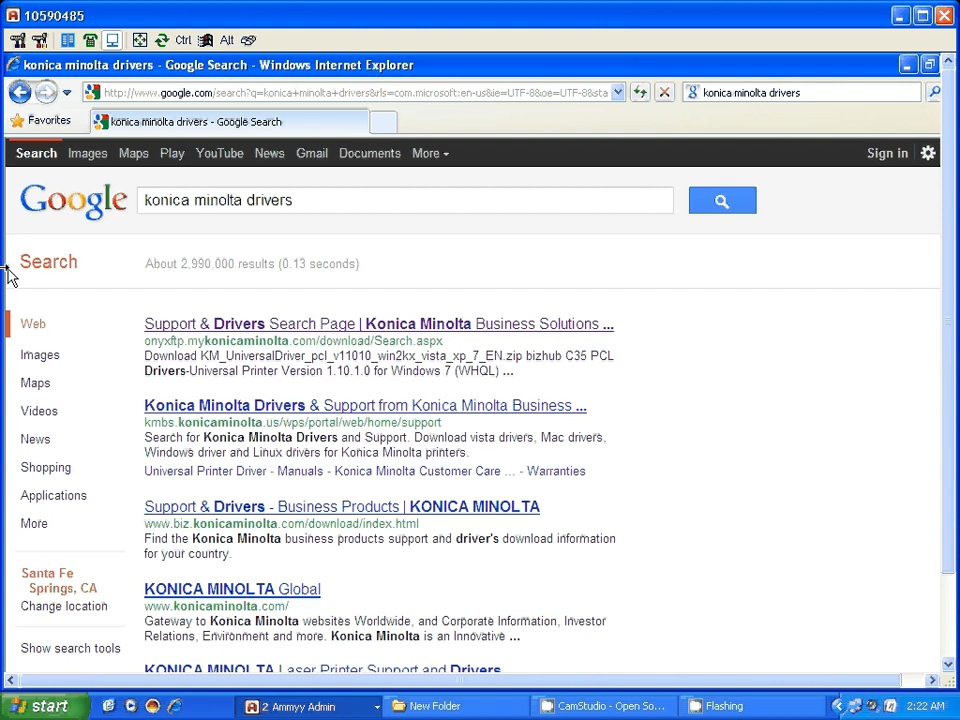 10590485
Ctrl Alt
konica minolta drivers - Google Search - Windows Internet Explorer
http://www.google.com/search?q=konica+minolta+drivers&rls=com.microsoft:en-us&ie=UTF-8&oe=UTF-8&sta
konica minolta drivers
Favorites
konica minolta drivers - Google Search
Search Images Maps Play YouTube News Gmail Documents More
Sign in
Google
konica minolta drivers
Search
About 2,990,000 results (0.13 seconds)
Web
Images
Maps
Videos
News
Shopping
Applications
More
Santa Fe
Springs, CA
Change location
Show search tools
Support & Drivers Search Page | Konica Minolta Business Solutions ...
onyxftp.mykonicaminolta.com/download/Search.aspx
Download KM_UniversalDriver_pcl_v11010_win2kx_vista_xp_7_EN.zip bizhub C35 PCL
Drivers-Universal Printer Version 1.10.1.0 for Windows 7 (WHQL) ...
Konica Minolta Drivers & Support from Konica Minolta Business ...
kmbs.konicaminolta.us/wps/portal/web/home/support
Search for Konica Minolta Drivers and Support. Download vista drivers, Mac drivers,
Windows driver and Linux drivers for Konica Minolta printers.
Universal Printer Driver - Manuals - Konica Minolta Customer Care ... - Warranties
Support & Drivers - Business Products | KONICA MINOLTA
www.biz.konicaminolta.com/download/index.html
Find the Konica Minolta business products support and driver's download information
for your country.
KONICA MINOLTA Global
www.konicaminolta.com/
Gateway to Konica Minolta websites Worldwide, and Corporate Information, Investor
Relations, Environment and more. Konica Minolta is an Innovative ...
KONICA MINOLTA Laser Printer Support and Drivers
start
2 Ammyy Admin
New Folder
CamStudio - Open So...
Flashing
2:22 AM